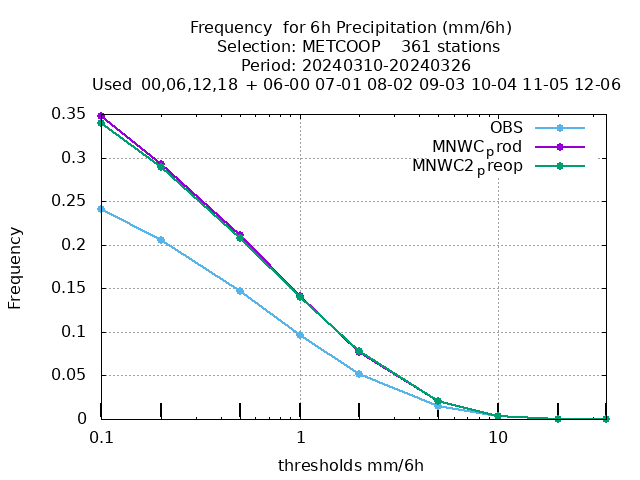 Frequency  for 6h Precipitation (mm/6h)
Selection: METCOOP    361 stations
Period: 20240310-20240326
Used  00,06,12,18  + 06-00 07-01 08-02 09-03 10-04 11-05 12-06
OBS
MNWCprod
MNWC2preop
0.35
0.3
0.25
0.2
0.15
0.1
0.05
0
Frequency
0.1
1
10
thresholds mm/6h